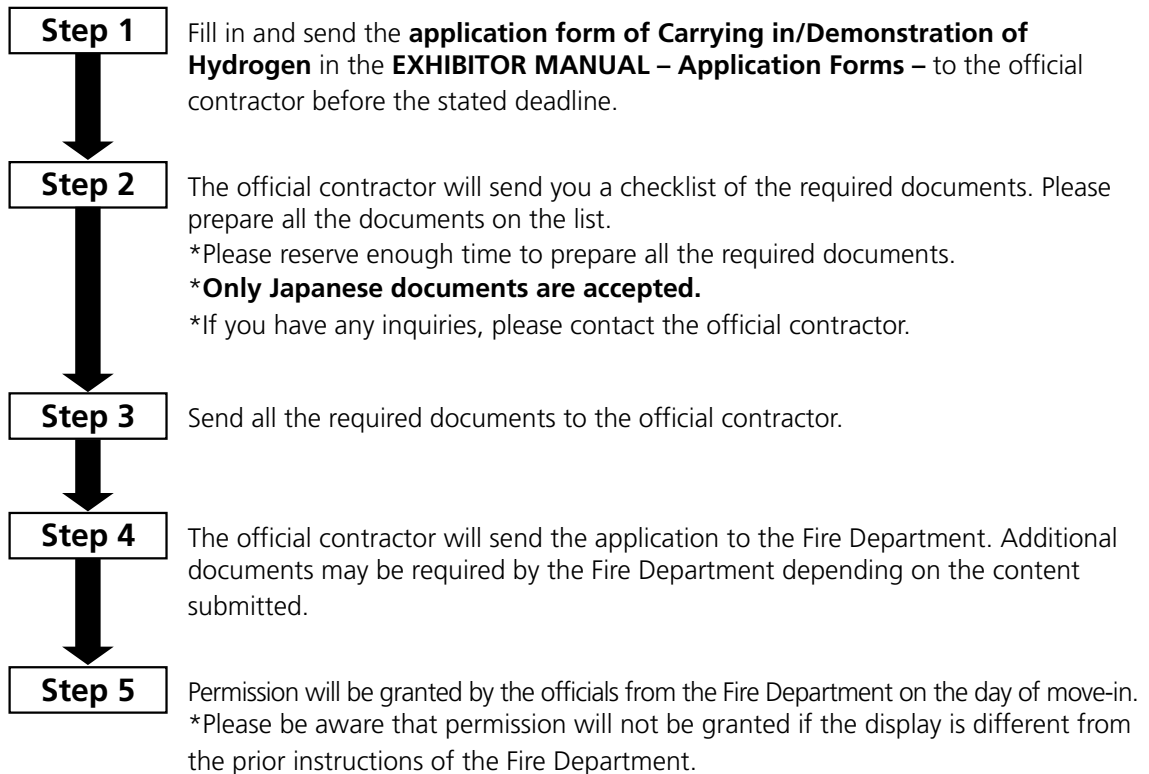 Step 1
Fill in and send the application form of Carrying in/Demonstration of
Hydrogen in the EXHIBITOR MANUAL – Application Forms – to the official
contractor before the stated deadline.
Step 2
The official contractor will send you a checklist of the required documents. Please
prepare all the documents on the list.
*Please reserve enough time to prepare all the required documents.
*Only Japanese documents are accepted.
*If you have any inquiries, please contact the official contractor.
Step 3
Send all the required documents to the official contractor.
Step 4
The official contractor will send the application to the Fire Department. Additional
documents may be required by the Fire Department depending on the content
submitted.
Step 5
Permission will be granted by the officials from the Fire Department on the day of move-in.
*Please be aware that permission will not be granted if the display is different from
the prior instructions of the Fire Department.